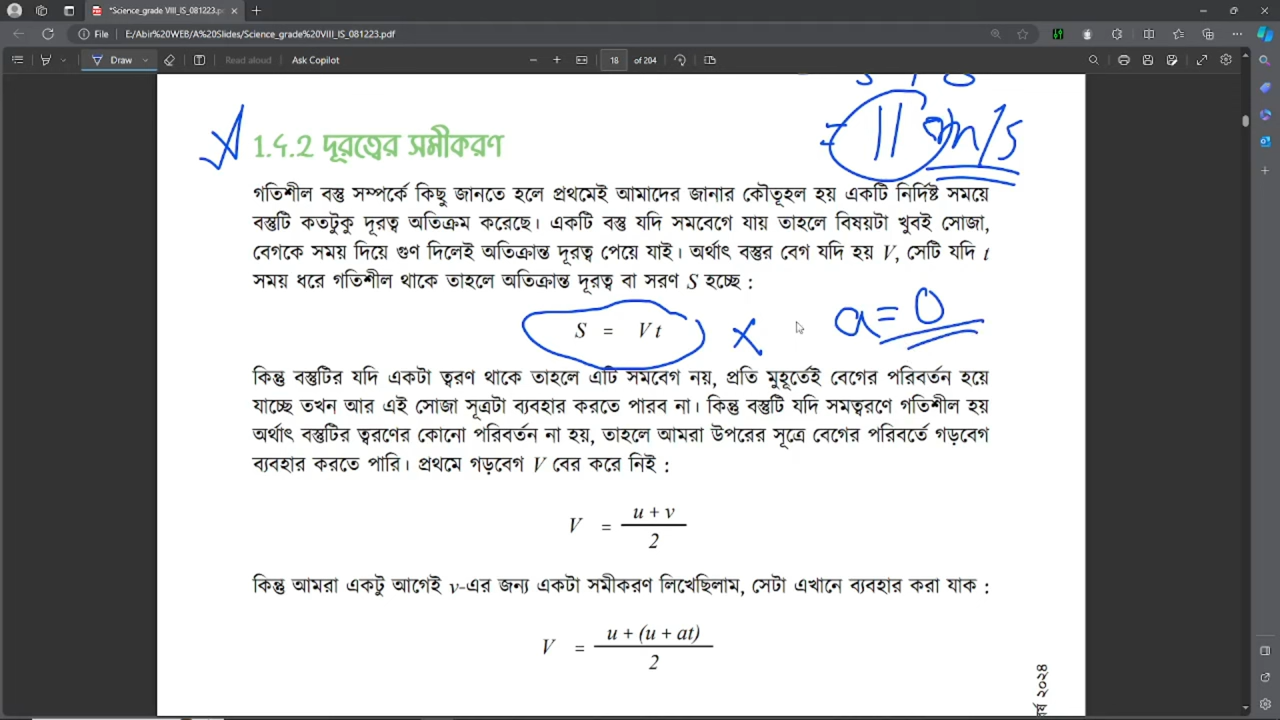 *Science_grade VIII_IS_081223.p
File
E:/Abir%20WEB/A%20Slides/Science_grade%20VIII_IS_081223.pdf
Draw
Read aloud
Ask Copilot
18 of 204
= 11 m/s
1.5.2 দূরত্বের সমীকরণ
গতিশীল বস্তু সম্পর্কে কিছু জানতে হলে প্রথমেই আমাদের জানার কৌতূহল হয় একটি নির্দিষ্ট সময়ে
বস্তুটি কতটুকু দূরত্ব অতিক্রম করেছে। একটি বস্তু যদি সমবেগে যায় তাহলে বিষয়টা খুবই সোজা,
বেগকে সময় দিয়ে গুণ দিলেই অতিক্রান্ত দূরত্ব পেয়ে যাই। অর্থাৎ বস্তুর বেগ যদি হয় V, সেটি যদি t
সময় ধরে গতিশীল থাকে তাহলে অতিক্রান্ত দূরত্ব বা সরণ S হচ্ছে :
S = Vt
a = 0
কিন্তু বস্তুটির যদি একটা ত্বরণ থাকে তাহলে এটি সমবেগ নয়, প্রতি মুহূর্তেই বেগের পরিবর্তন হয়ে
যাচ্ছে তখন আর এই সোজা সূত্রটা ব্যবহার করতে পারব না। কিন্তু বস্তুটি যদি সমত্বরণে গতিশীল হয়
অর্থাৎ বস্তুটির ত্বরণের কোনো পরিবর্তন না হয়, তাহলে আমরা উপরের সূত্রে বেগের পরিবর্তে গড়বেগ
ব্যবহার করতে পারি। প্রথমে গড়বেগ V বের করে নিই :
V = u + v
2
কিন্তু আমরা একটু আগেই v-এর জন্য একটা সমীকরণ লিখেছিলাম, সেটা এখানে ব্যবহার করা যাক :
V = u + (u + at)
2
২০২৪